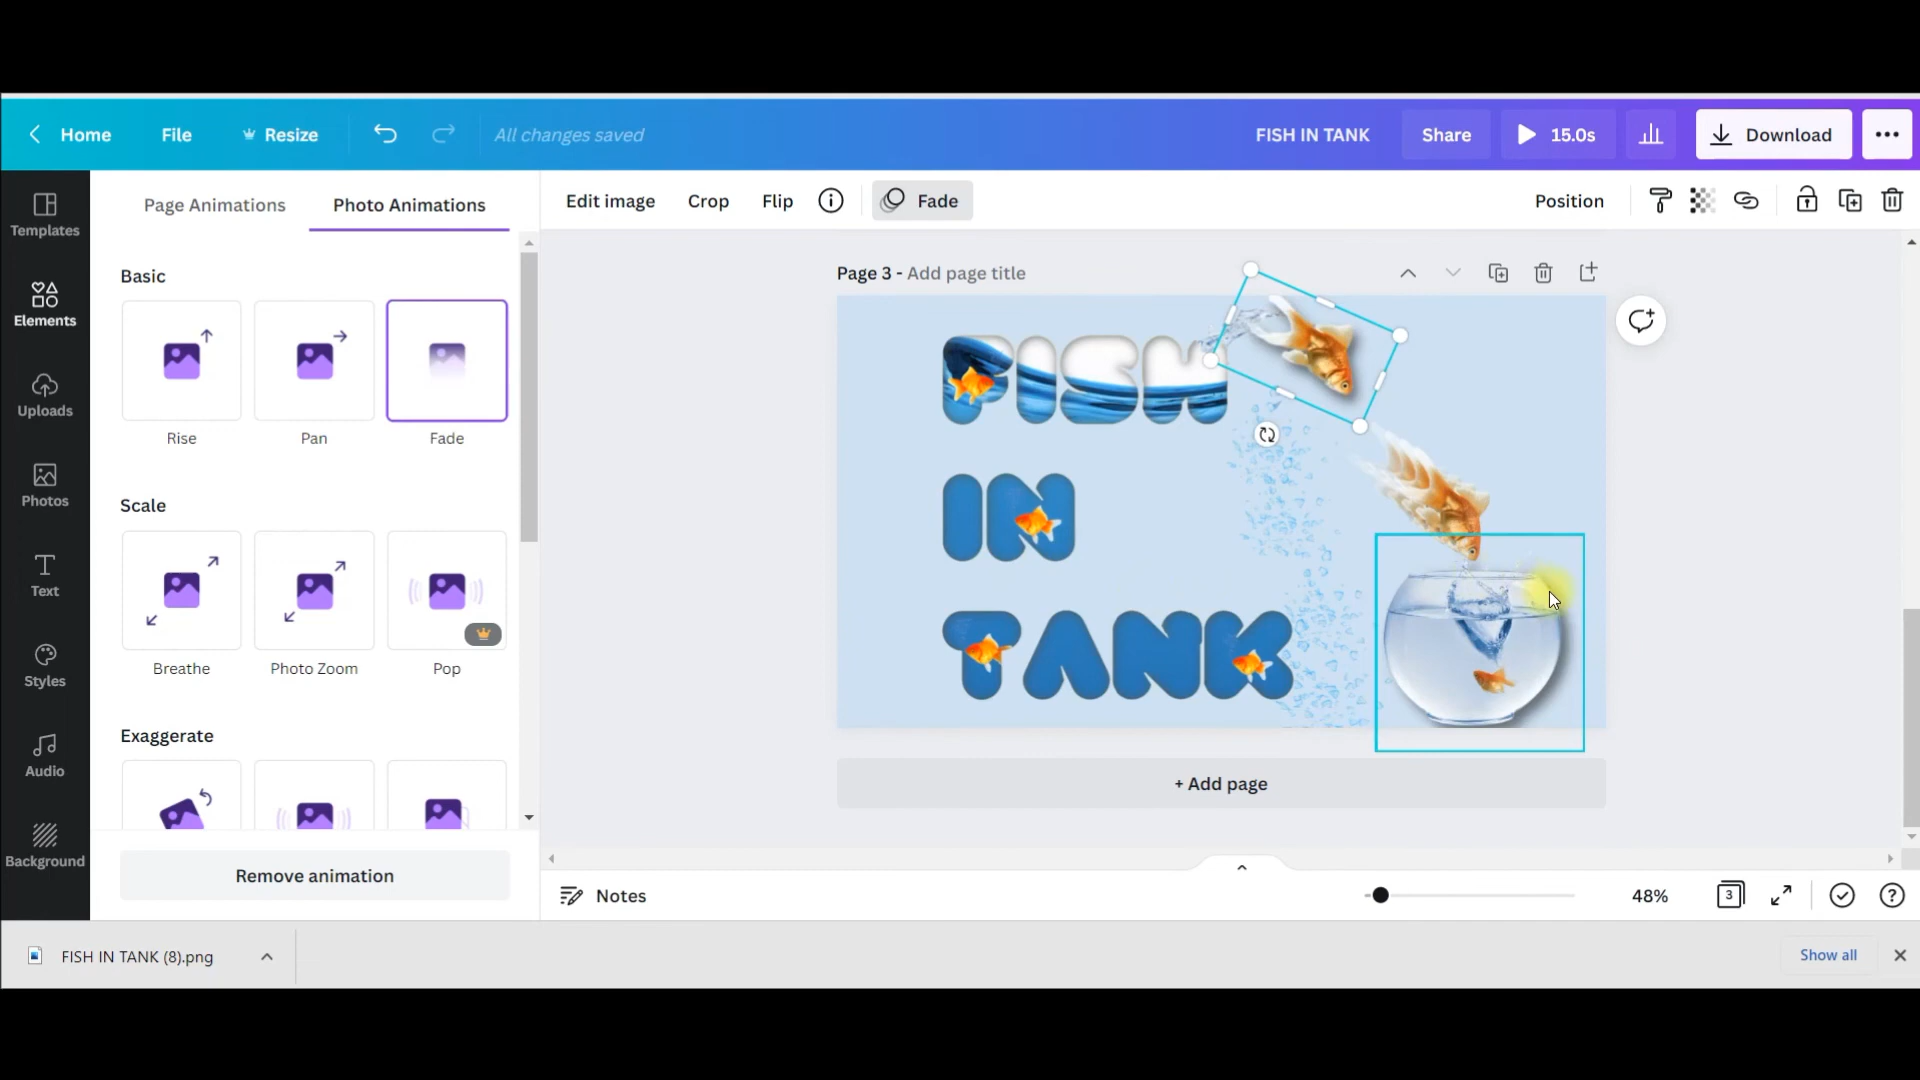 Home File Resize All changes saved FISH IN TANK Share 15.0s Download
Templates
Elements
Uploads
Photos
Text
Styles
Audio
Background
Page Animations Photo Animations
Basic
Rise Pan Fade
Scale
Breathe Photo Zoom Pop
Exaggerate
Remove animation
Edit image Crop Flip Fade Position
Page 3 - Add page title
FISH
IN
TANK
+ Add page
Notes 48% 3
FISH IN TANK (8).png Show all